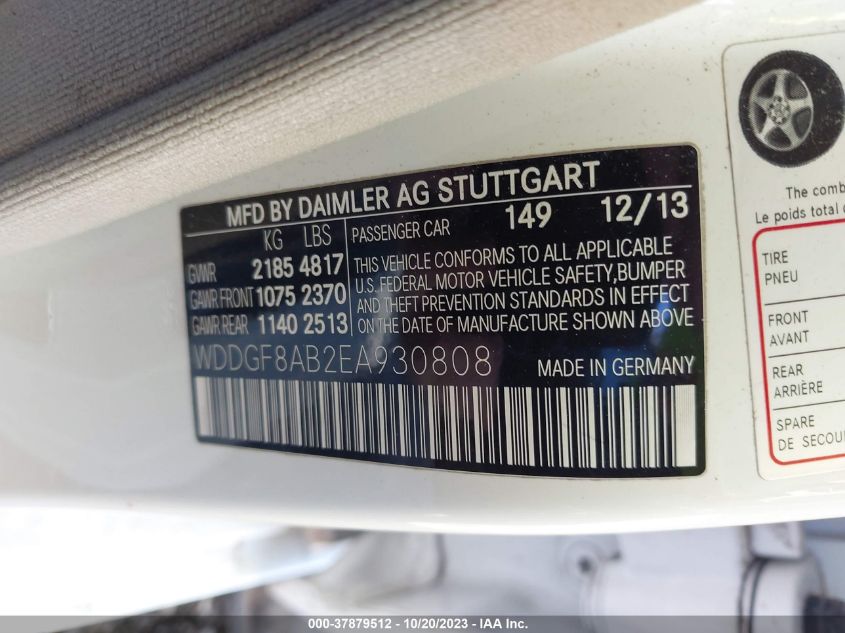 MFD BY DAIMLER AG STUTTGART
KG LBS
GVWR 2185 4817
GAWR FRONT 1075 2370
GAWR REAR 1140 2513
PASSENGER CAR 149 12/13
THIS VEHICLE CONFORMS TO ALL APPLICABLE
U.S. FEDERAL MOTOR VEHICLE SAFETY,BUMPER
AND THEFT PREVENTION STANDARDS IN EFFECT
ON THE DATE OF MANUFACTURE SHOWN ABOVE
WDDGF8AB2EA930808 MADE IN GERMANY
The comb
Le poids total
TIRE
PNEU
FRONT
AVANT
REAR
ARRIÈRE
SPARE
DE SECOU
000-37879512 - 10/20/2023 - IAA Inc.